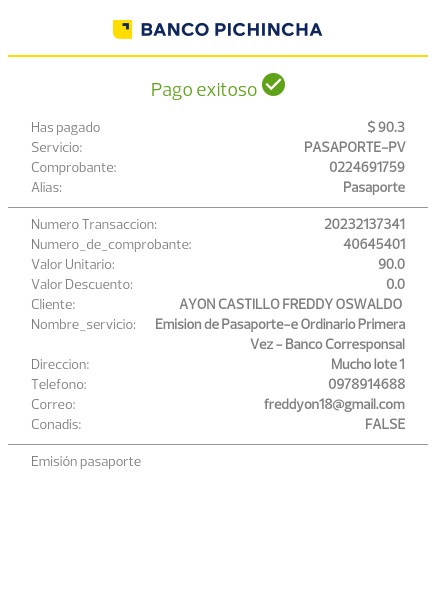 BANCO PICHINCHA
Pago exitoso
Has pagado $ 90.3
Servicio: PASAPORTE-PV
Comprobante: 0224691759
Alias: Pasaporte
Numero Transaccion: 20232137341
Numero_de_comprobante: 40645401
Valor Unitario: 90.0
Valor Descuento: 0.0
Cliente: AYON CASTILLO FREDDY OSWALDO
Nombre_servicio: Emision de Pasaporte-e Ordinario Primera
Vez - Banco Corresponsal
Direccion: Mucho lote 1
Telefono: 0978914688
Correo: freddyon18@gmail.com
Conadis: FALSE
Emisión pasaporte